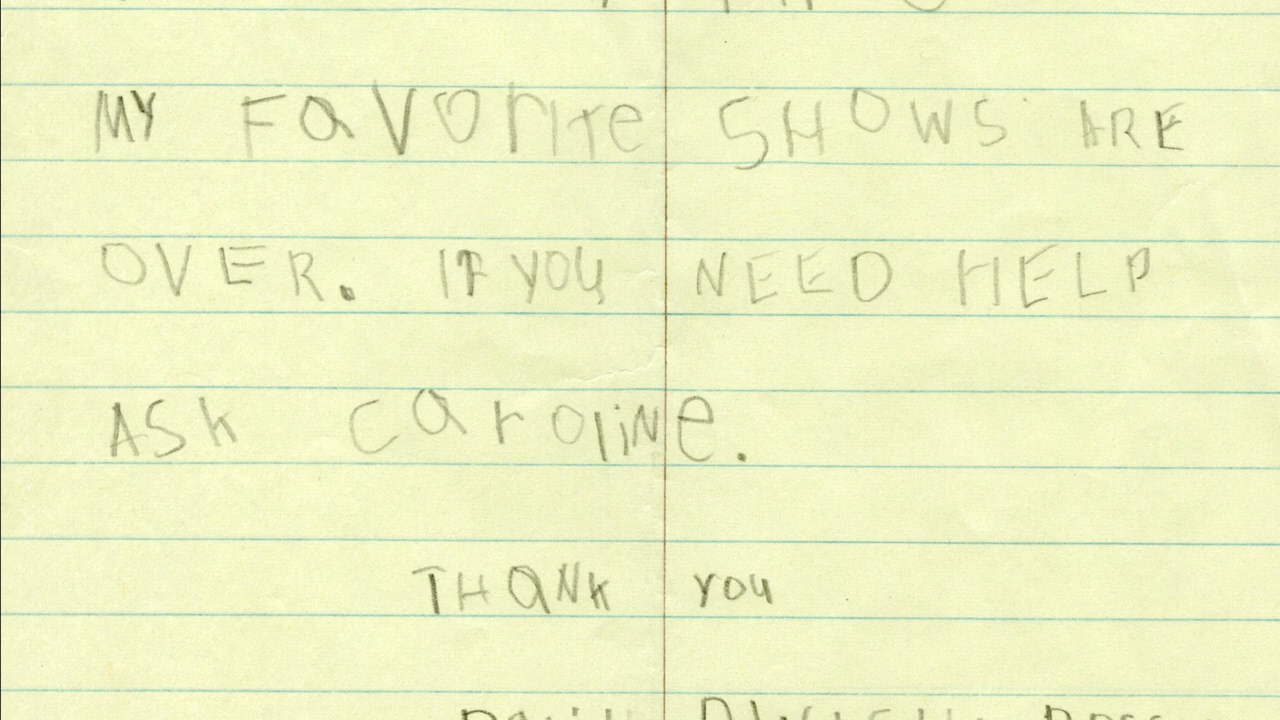 MY FaVOrITe SHOWS ARE
OVER. IF YOU NEED HELP
ASK CarOliNe.
THaNK YOU